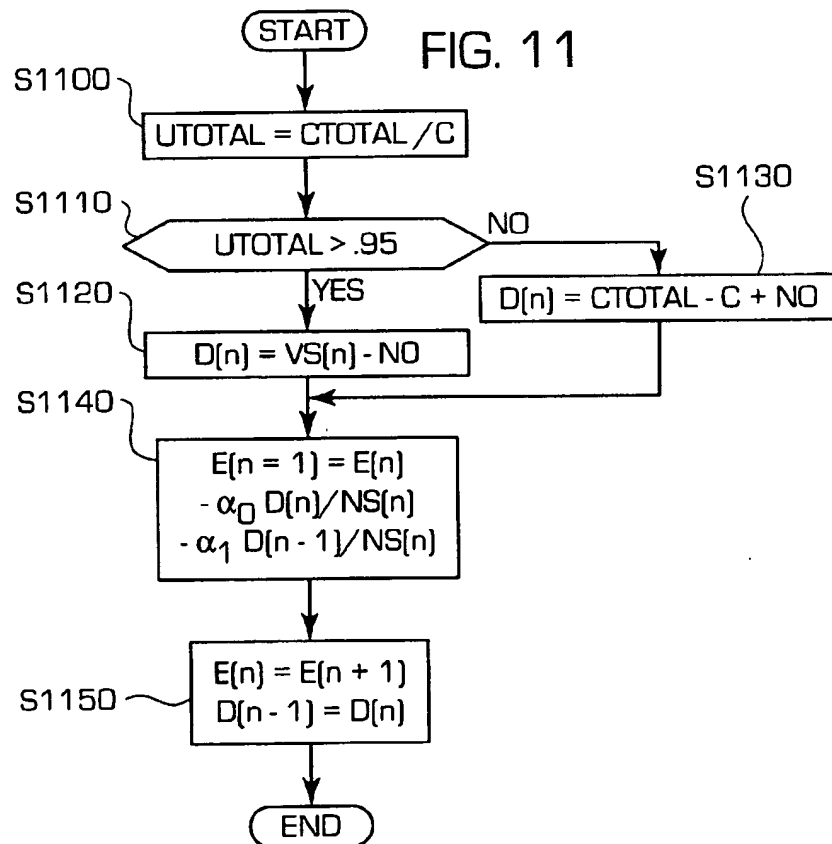 START
FIG. 11
S1100
UTOTAL = CTOTAL /C
S1110
UTOTAL > .95
NO
S1130
YES
D(n) = CTOTAL - C + NO
S1120
D(n) = VS(n) - NO
S1140
E(n = 1) = E(n)
- α0 D(n)/NS(n)
- α1 D(n - 1)/NS(n)
S1150
E(n) = E(n + 1)
D(n - 1) = D(n)
END